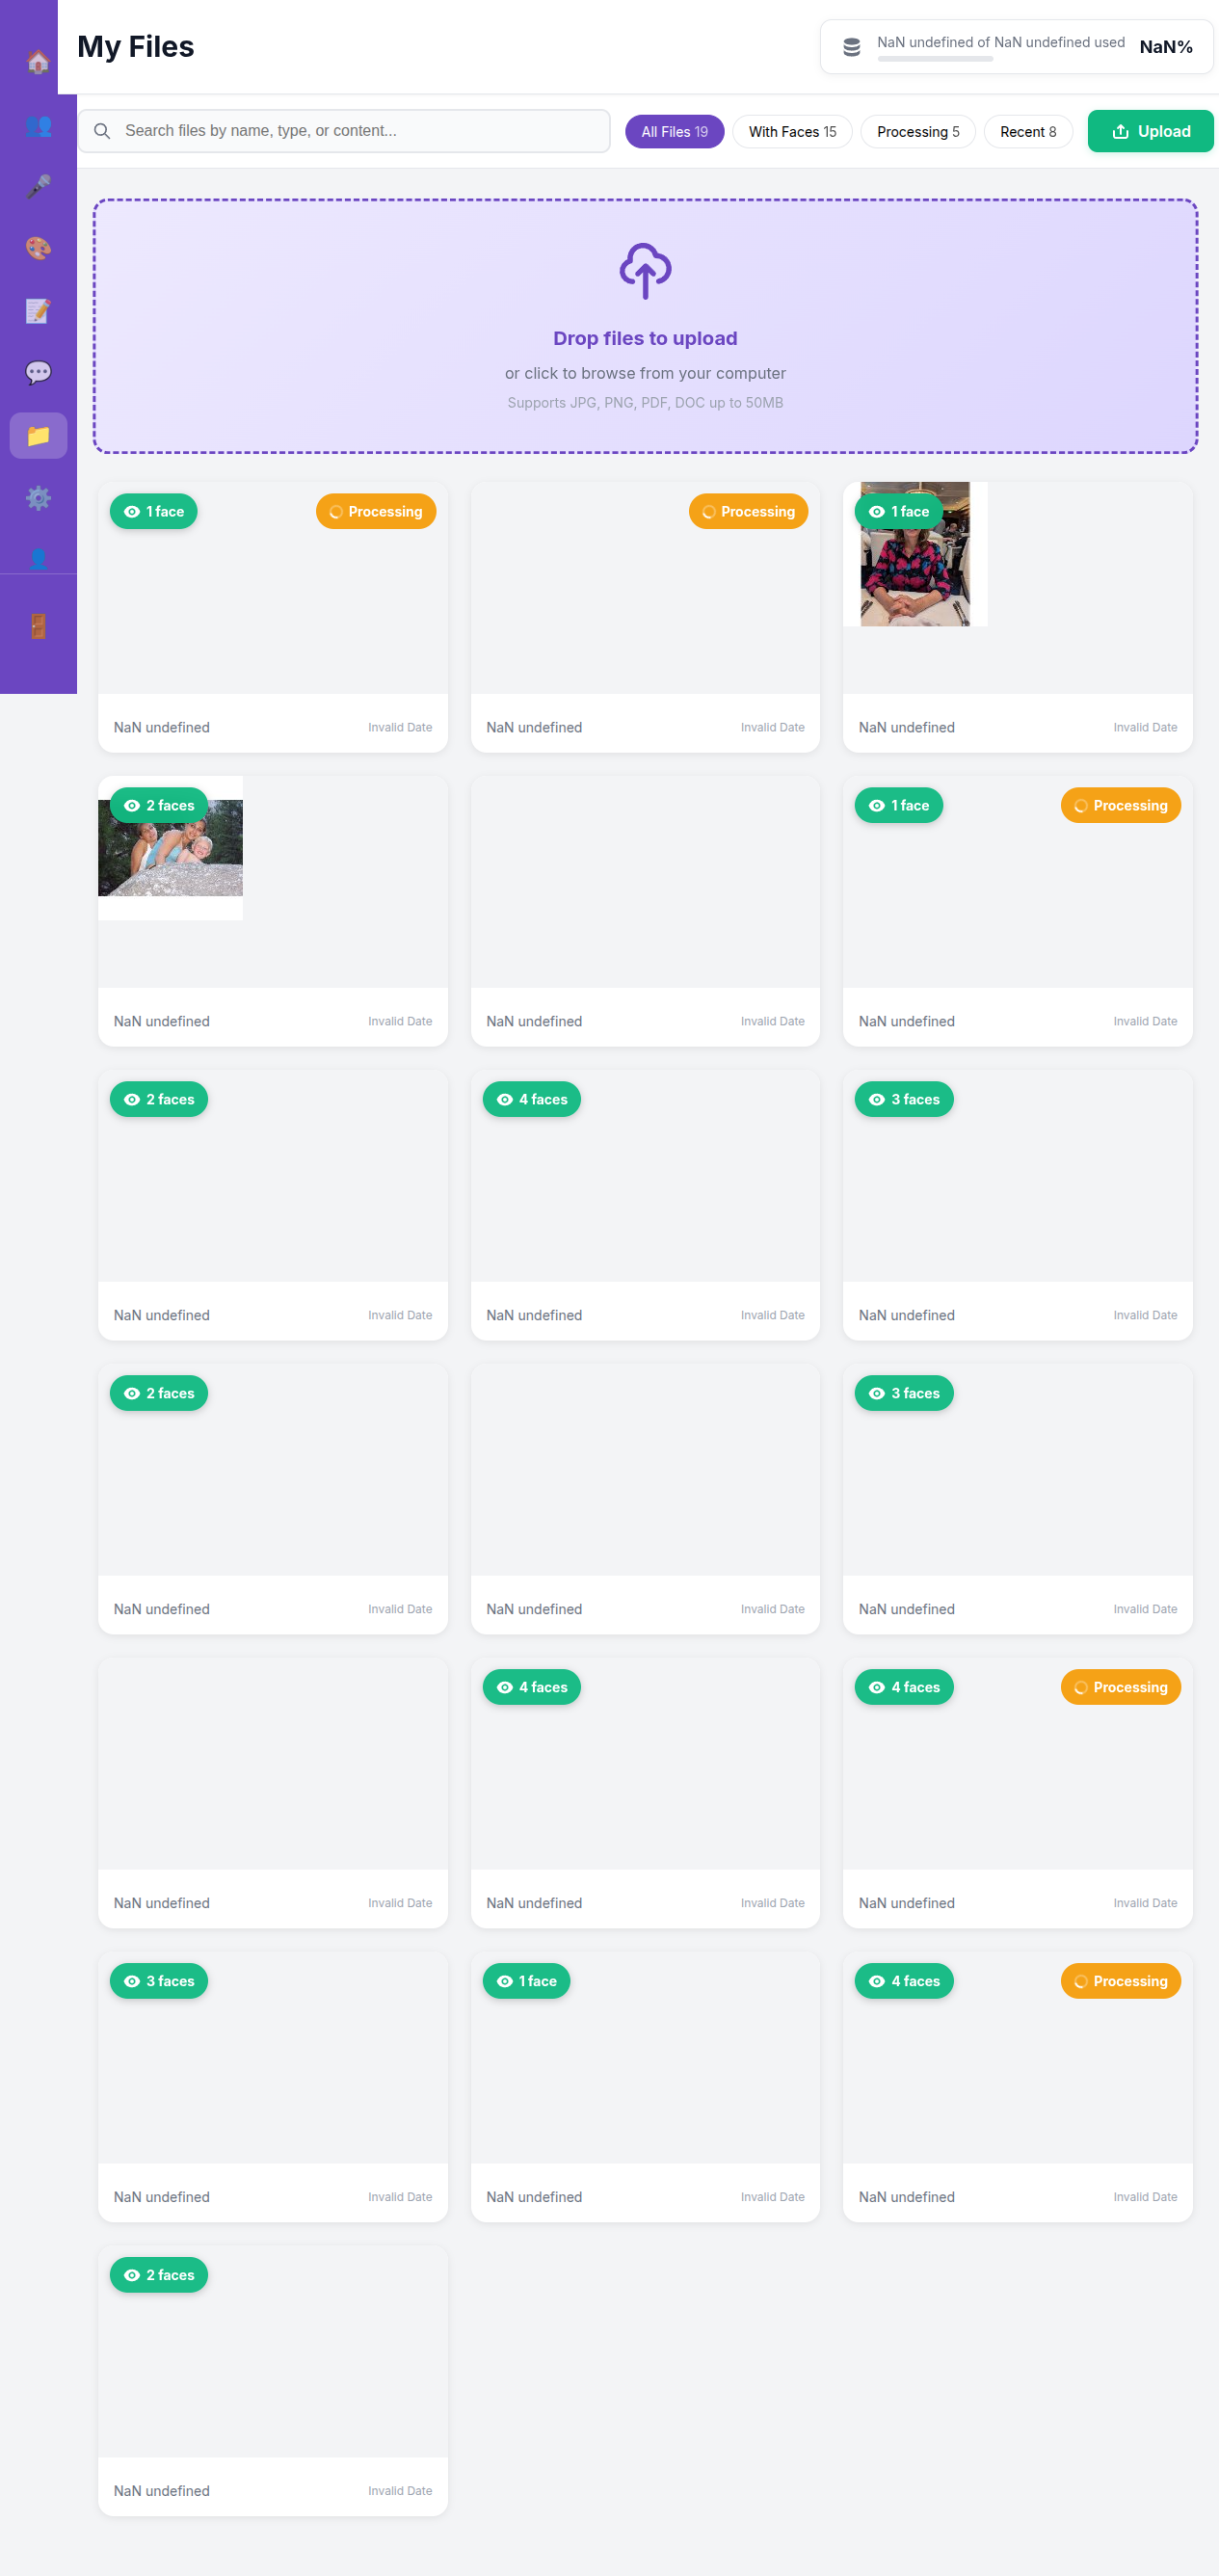 My Files
NaN undefined of NaN undefined used
NaN%
Search files by name, type, or content...
All Files 19
With Faces 15
Processing 5
Recent 8
Upload
Drop files to upload
or click to browse from your computer
Supports JPG, PNG, PDF, DOC up to 50MB
1 face
Processing
Processing
1 face
NaN undefined
Invalid Date
NaN undefined
Invalid Date
NaN undefined
Invalid Date
2 faces
1 face
Processing
NaN undefined
Invalid Date
NaN undefined
Invalid Date
NaN undefined
Invalid Date
2 faces
4 faces
3 faces
NaN undefined
Invalid Date
NaN undefined
Invalid Date
NaN undefined
Invalid Date
2 faces
3 faces
NaN undefined
Invalid Date
NaN undefined
Invalid Date
NaN undefined
Invalid Date
4 faces
4 faces
Processing
NaN undefined
Invalid Date
NaN undefined
Invalid Date
NaN undefined
Invalid Date
3 faces
1 face
4 faces
Processing
NaN undefined
Invalid Date
NaN undefined
Invalid Date
NaN undefined
Invalid Date
2 faces
NaN undefined
Invalid Date